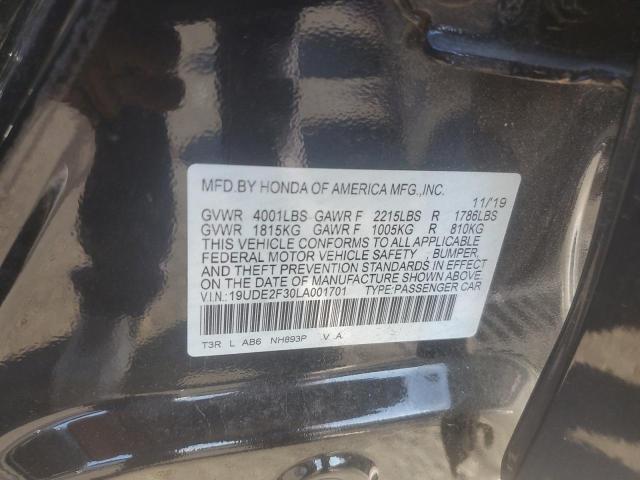 MFD.BY HONDA OF AMERICA MFG.,INC.
11/19
GVWR 4001LBS GAWR F 2215LBS R 1786LBS
GVWR 1815KG GAWR F 1005KG R 810KG
THIS VEHICLE CONFORMS TO ALL APPLICABLE
FEDERAL MOTOR VEHICLE SAFETY , BUMPER,
AND THEFT PREVENTION STANDARDS IN EFFECT
ON THE DATE OF MANUFACTURE SHOWN ABOVE.
V.I.N.:19UDE2F30LA001701 TYPE:PASSENGER CAR
T3R L AB6 NH893P V A